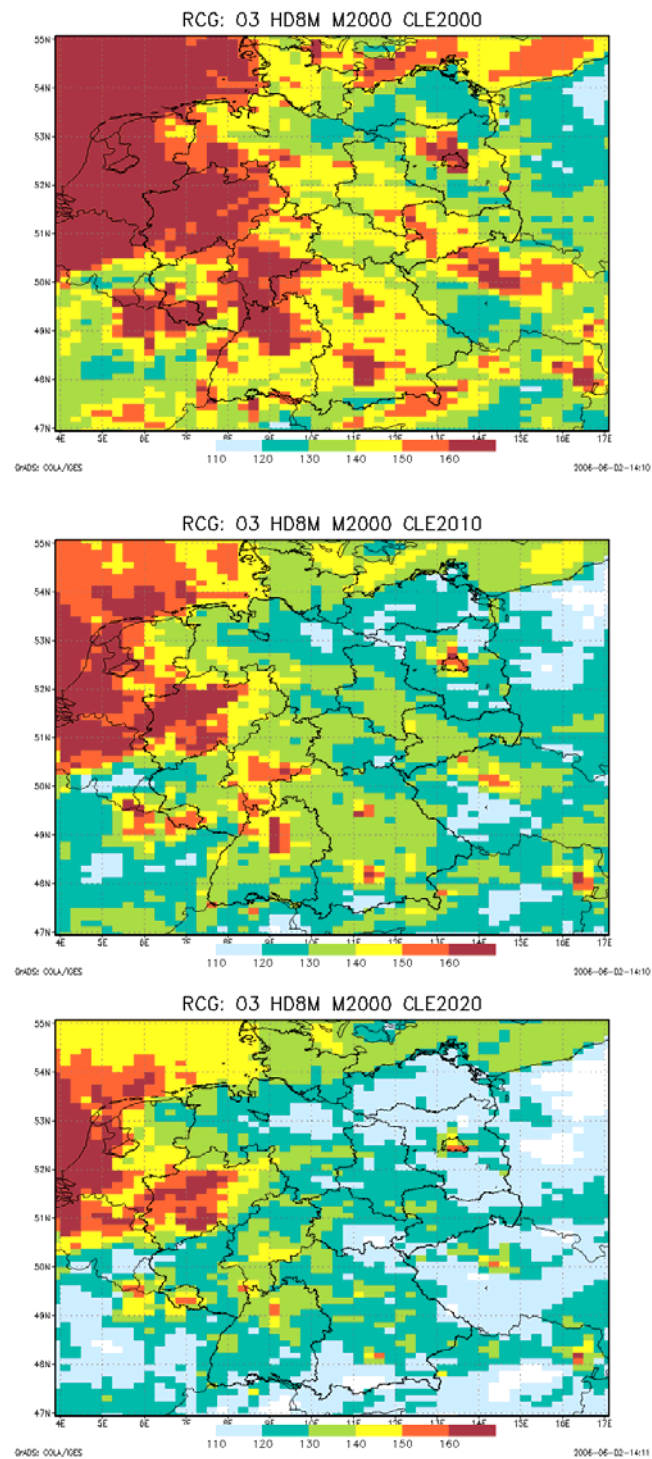 RCG: O3 HD8M M2000 CLE2000
55N
54N
53N
52N
51N
50N
49N
48N
47N
4E 5E 6E 7E 8E 9E 10E 11E 12E 13E 14E 15E 16E 17E
110 120 130 140 150 160
GrADS: COLA/IGES 2006-06-02-14:10
RCG: O3 HD8M M2000 CLE2010
55N
54N
53N
52N
51N
50N
49N
48N
47N
4E 5E 6E 7E 8E 9E 10E 11E 12E 13E 14E 15E 16E 17E
110 120 130 140 150 160
GrADS: COLA/IGES 2006-06-02-14:10
RCG: O3 HD8M M2000 CLE2020
55N
54N
53N
52N
51N
50N
49N
48N
47N
4E 5E 6E 7E 8E 9E 10E 11E 12E 13E 14E 15E 16E 17E
110 120 130 140 150 160
GrADS: COLA/IGES 2006-06-02-14:11